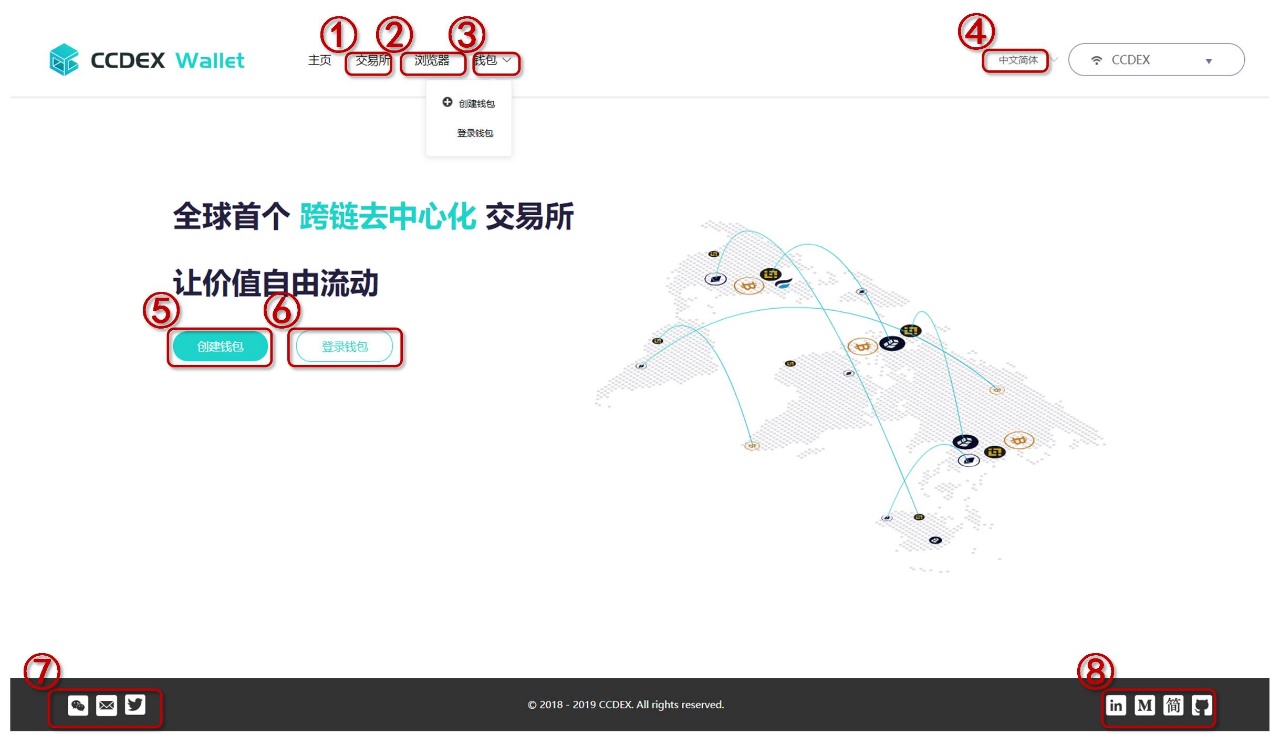 ① ② ③ ④
CCDEX Wallet 主页 交易所 浏览器 钱包 中文简体 CCDEX
创建钱包
登录钱包
全球首个 跨链去中心化 交易所
让价值自由流动
⑤ ⑥
创建钱包 登录钱包
⑦ ⑧
© 2018 - 2019 CCDEX. All rights reserved. in M 简